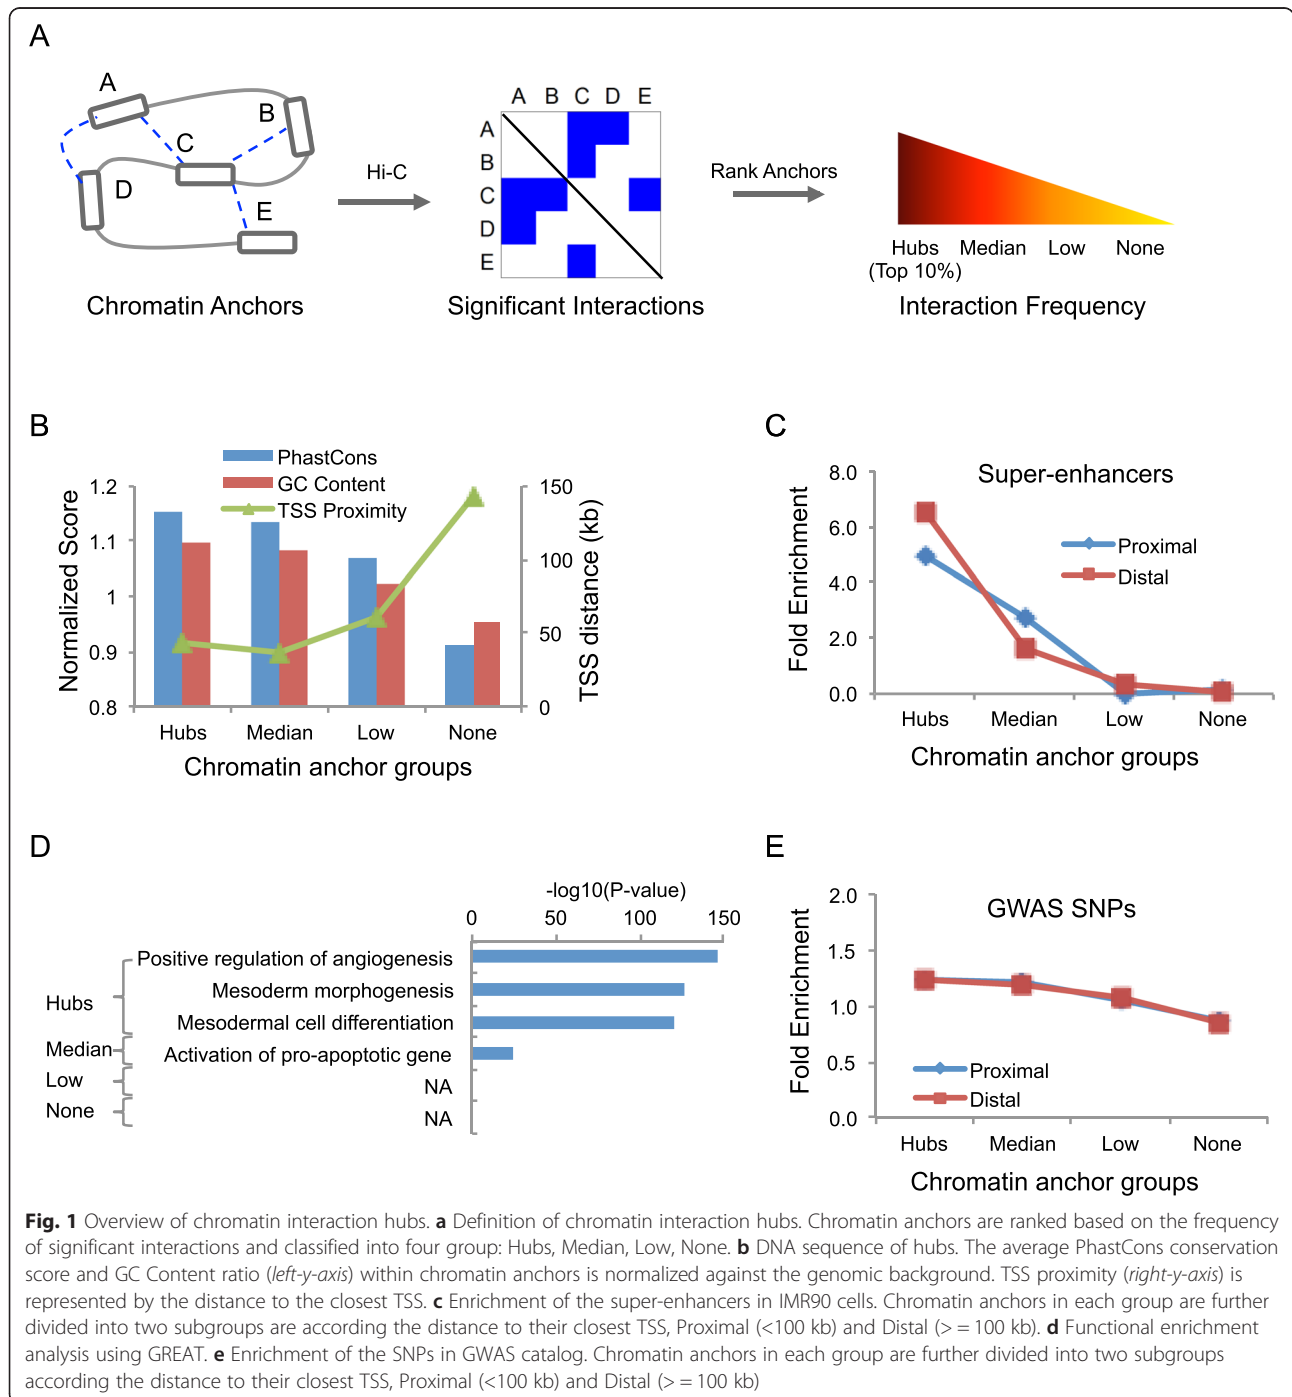 A
A
B
C
D
E
Chromatin Anchors
Hi-C
A B C D E
A
B
C
D
E
Significant Interactions
Rank Anchors
Hubs Median Low None
(Top 10%)
Interaction Frequency
B
PhastCons
GC Content
TSS Proximity
Normalized Score
1.2
1.1
1
0.9
0.8
150
100
50
0
TSS distance (kb)
Hubs Median Low None
Chromatin anchor groups
C
Super-enhancers
Fold Enrichment
8.0
6.0
4.0
2.0
0.0
Proximal
Distal
Hubs Median Low None
Chromatin anchor groups
D
-log10(P-value)
0 50 100 150
Hubs
Positive regulation of angiogenesis
Mesoderm morphogenesis
Mesodermal cell differentiation
Median
Activation of pro-apoptotic gene
Low
NA
None
NA
E
GWAS SNPs
Fold Enrichment
2.0
1.5
1.0
0.5
0.0
Proximal
Distal
Hubs Median Low None
Chromatin anchor groups
Fig. 1 Overview of chromatin interaction hubs. a Definition of chromatin interaction hubs. Chromatin anchors are ranked based on the frequency
of significant interactions and classified into four group: Hubs, Median, Low, None. b DNA sequence of hubs. The average PhastCons conservation
score and GC Content ratio (left-y-axis) within chromatin anchors is normalized against the genomic background. TSS proximity (right-y-axis) is
represented by the distance to the closest TSS. c Enrichment of the super-enhancers in IMR90 cells. Chromatin anchors in each group are further
divided into two subgroups are according the distance to their closest TSS, Proximal (<100 kb) and Distal (> = 100 kb). d Functional enrichment
analysis using GREAT. e Enrichment of the SNPs in GWAS catalog. Chromatin anchors in each group are further divided into two subgroups
according the distance to their closest TSS, Proximal (<100 kb) and Distal (> = 100 kb)